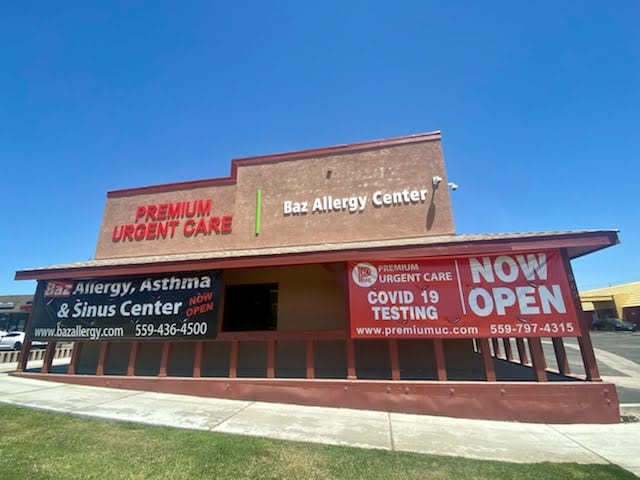 PREMIUM
URGENT CARE
Baz Allergy Center
Baz Allergy, Asthma
& Sinus Center
NOW
OPEN
www.bazallergy.com 559-436-4500
PREMIUM
URGENT CARE
COVID 19
TESTING
NOW
OPEN
www.premiumuc.com 559-797-4315